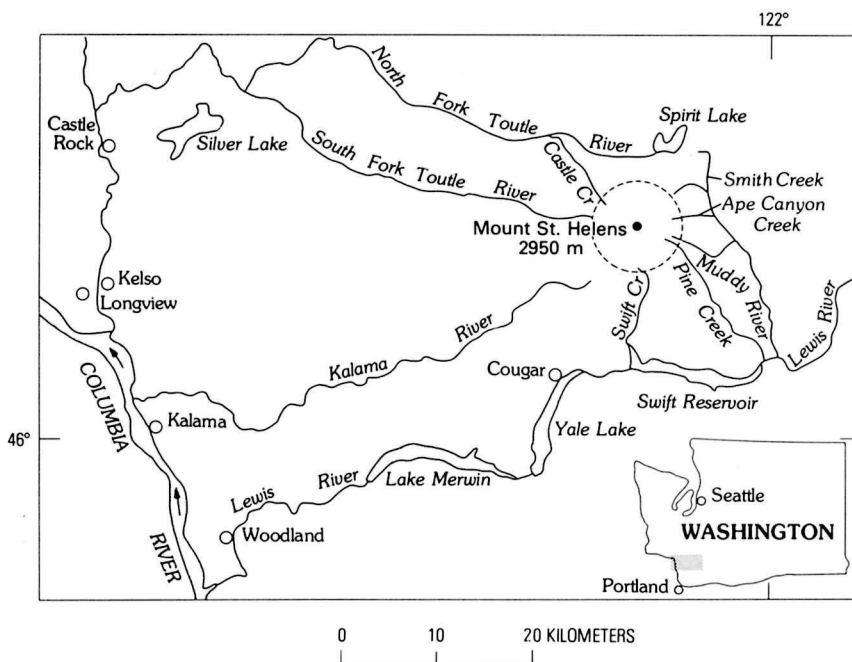 122°
North
Fork
Toutle
River
Spirit Lake
Castle
Rock
Silver Lake
South
Fork
Toutle
River
Castle Cr
Smith Creek
Ape Canyon
Creek
Mount St. Helens
2950 m
Kelso
Longview
Swift Cr
Pine Creek
Muddy River
Lewis River
Kalama
River
Cougar
Swift Reservoir
COLUMBIA
RIVER
Kalama
46°
Yale Lake
Lewis
River
Lake Merwin
Woodland
Seattle
WASHINGTON
Portland
0 10 20 KILOMETERS